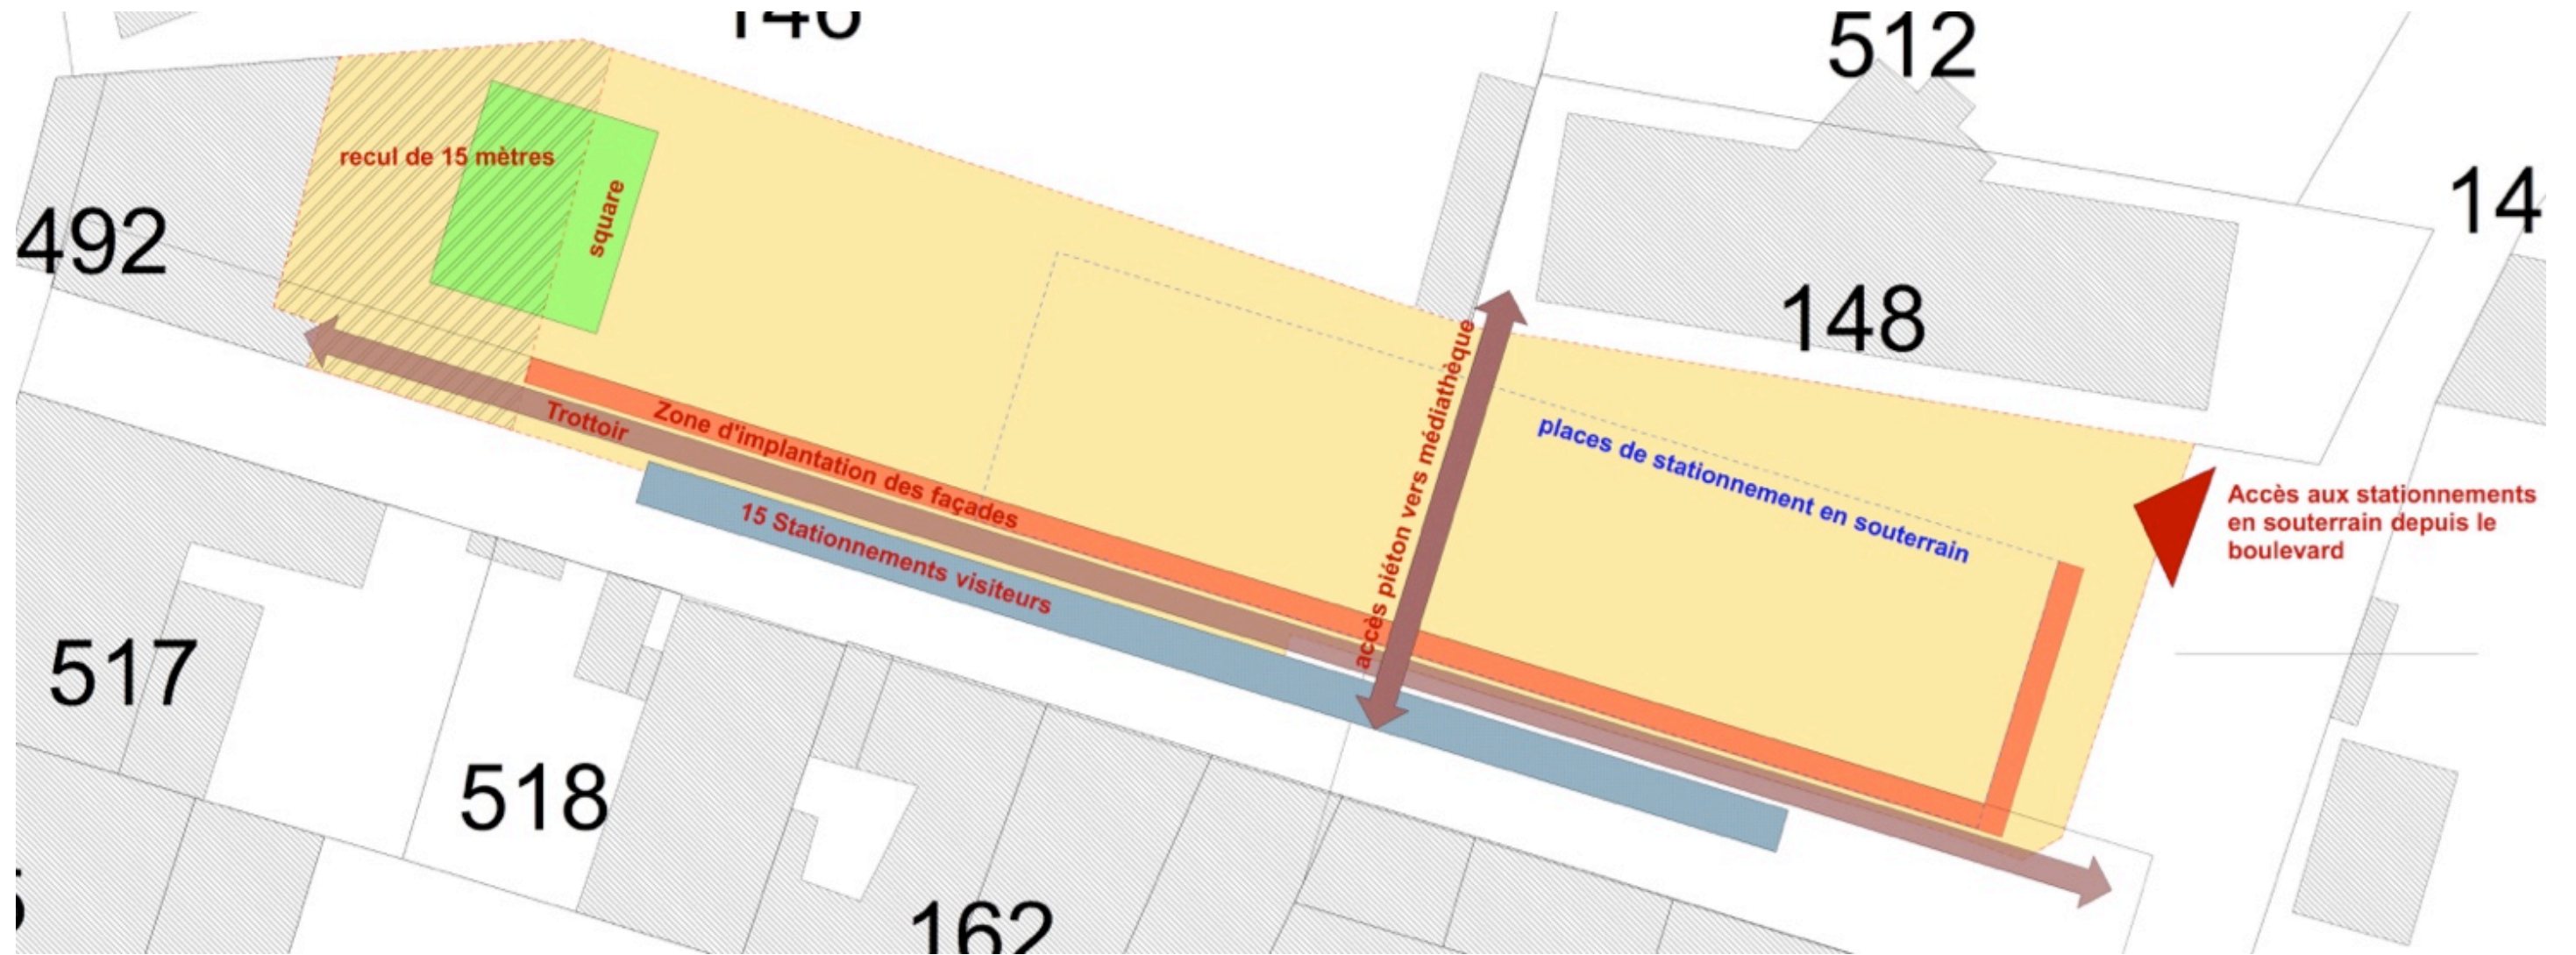 512
14
recul de 15 mètres
square
492
148
accès piéton vers médiathèque
places de stationnement en souterrain
Zone d'implantation des façades
Trottoir
15 Stationnements visiteurs
Accès aux stationnements
en souterrain depuis le
boulevard
517
518
162